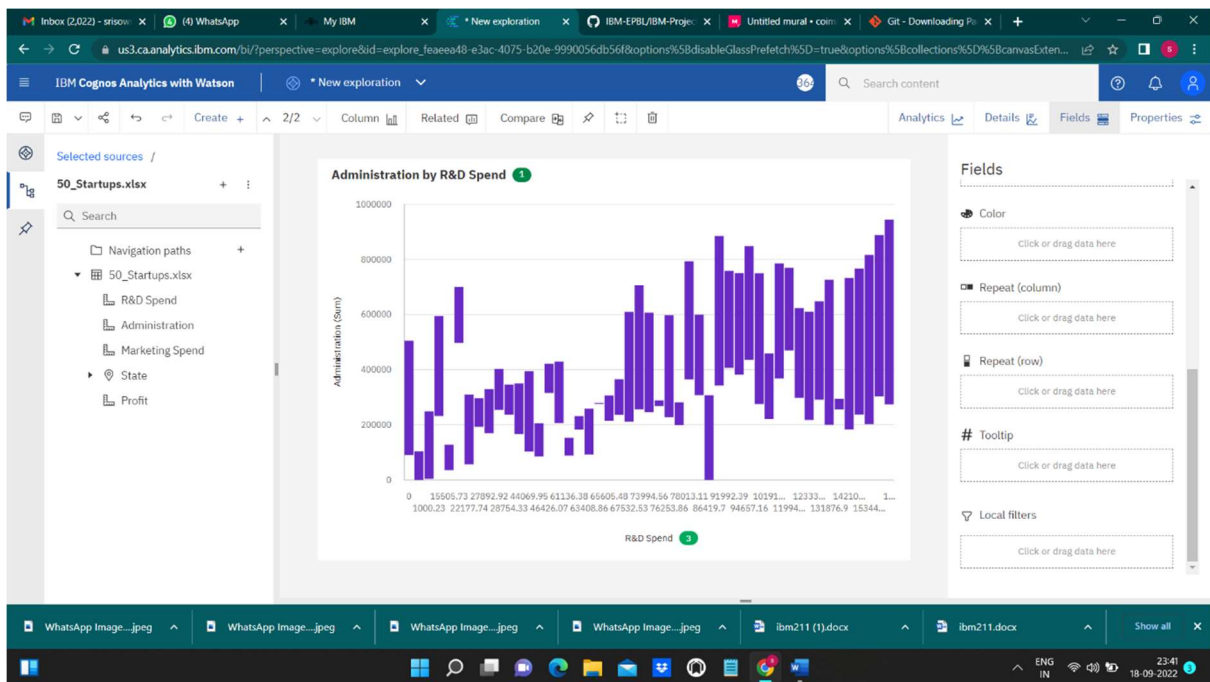 Inbox (2,022) - srisow
(4) WhatsApp
My IBM
* New exploration
IBM-EPBL/IBM-Projec
Untitled mural • coim
Git - Downloading Pa
us3.ca.analytics.ibm.com/bi/?perspective=explore&id=explore_feaeea48-e3ac-4075-b20e-9990056db56f&options%5BdisableGlassPrefetch%5D=true&options%5Bcollections%5D%5BcanvasExten...
IBM Cognos Analytics with Watson
* New exploration
Search content
Create +
2/2
Column
Related
Compare
Analytics
Details
Fields
Properties
Selected sources /
50_Startups.xlsx
Search
Navigation paths
50_Startups.xlsx
R&D Spend
Administration
Marketing Spend
State
Profit
Administration by R&D Spend 1
1000000
800000
600000
400000
200000
0
Administration (Sum)
0 15505.73 27892.92 44069.95 61136.38 65605.48 73994.56 78013.11 91992.39 10191... 12333... 14210... 1...
1000.23 22177.74 28754.33 46426.07 63408.86 67532.53 76253.86 86419.7 94657.16 11994... 131876.9 15344...
R&D Spend 3
Fields
Color
Click or drag data here
Repeat (column)
Click or drag data here
Repeat (row)
Click or drag data here
# Tooltip
Click or drag data here
Local filters
Click or drag data here
WhatsApp Image....jpeg
WhatsApp Image....jpeg
WhatsApp Image....jpeg
WhatsApp Image....jpeg
ibm211 (1).docx
ibm211.docx
Show all
ENG
IN
23:41
18-09-2022
3